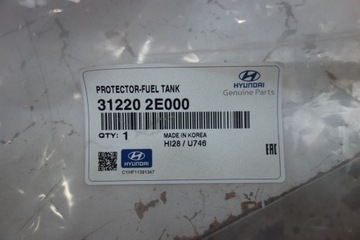 PROTECTOR-FUEL TANK
31220 2E000
HYUNDAI
Genuine Parts
QTY: 1
MADE IN KOREA
HI28 / U746
EAC
HYUNDAI